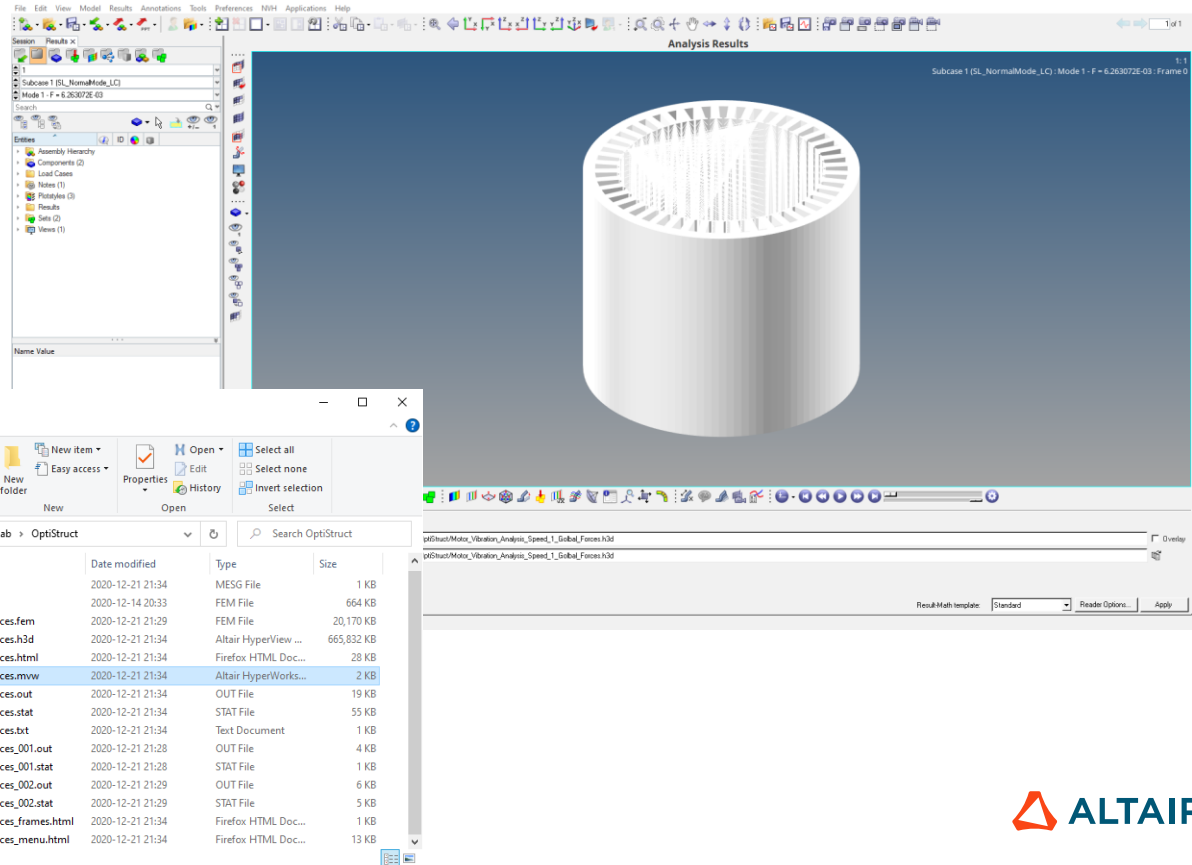 File Edit View Model Results Annotations Tools Preferences NVH Applications Help
1 of 1
Session Results x
Analysis Results
1: 1
Subcase 1 (SL_NormalMode_LC) : Mode 1 - F = 6.263072E-03 : Frame 0
1
Subcase 1 (SL_NormalMode_LC)
Mode 1 - F = 6.263072E-03
Search
Entities ID
Assembly Hierarchy
Components (2)
Load Cases
Notes (1)
Plotstyles (3)
Results
Sets (2)
Views (1)
Name Value
New item
Easy access
New folder
New
Properties
Open
Edit
History
Open
Select all
Select none
Invert selection
Select
ab > OptiStruct
Search OptiStruct
Date modified Type Size
2020-12-21 21:34 MESG File 1 KB
2020-12-14 20:33 FEM File 664 KB
ces.fem 2020-12-21 21:29 FEM File 20,170 KB
ces.h3d 2020-12-21 21:34 Altair HyperView ... 665,832 KB
ces.html 2020-12-21 21:34 Firefox HTML Doc... 28 KB
ces.mvw 2020-12-21 21:34 Altair HyperWorks... 2 KB
ces.out 2020-12-21 21:34 OUT File 19 KB
ces.stat 2020-12-21 21:34 STAT File 55 KB
ces.txt 2020-12-21 21:34 Text Document 1 KB
ces_001.out 2020-12-21 21:28 OUT File 4 KB
ces_001.stat 2020-12-21 21:28 STAT File 1 KB
ces_002.out 2020-12-21 21:29 OUT File 6 KB
ces_002.stat 2020-12-21 21:29 STAT File 5 KB
ces_frames.html 2020-12-21 21:34 Firefox HTML Doc... 1 KB
ces_menu.html 2020-12-21 21:34 Firefox HTML Doc... 13 KB
ptiStruct/Motor_Vibration_Analysis_Speed_1_Golbal_Forces.h3d
Overlay
ptiStruct/Motor_Vibration_Analysis_Speed_1_Golbal_Forces.h3d
Result-Math template: Standard Reader Options... Apply
ALTAIR